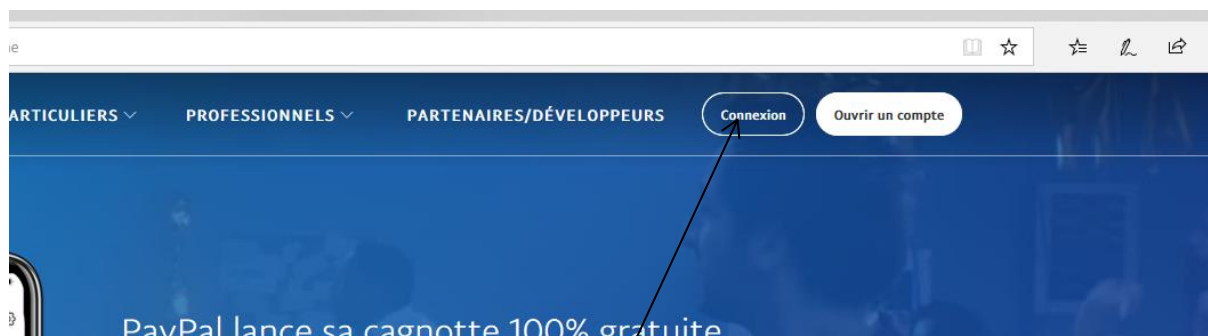 ARTICULIERS PROFESSIONNELS PARTENAIRES/DÉVELOPPEURS Connexion Ouvrir un compte
PayPal lance sa cagnotte 100% gratuite